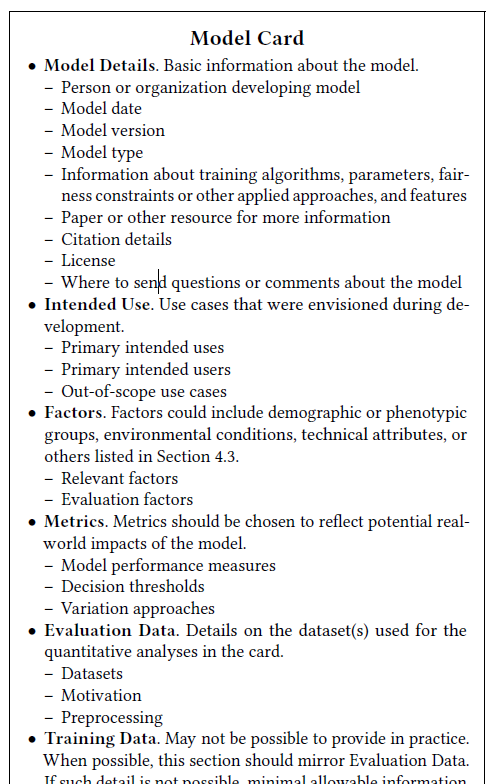 Model Card
• Model Details. Basic information about the model.
– Person or organization developing model
– Model date
– Model version
– Model type
– Information about training algorithms, parameters, fair-
ness constraints or other applied approaches, and features
– Paper or other resource for more information
– Citation details
– License
– Where to send questions or comments about the model
• Intended Use. Use cases that were envisioned during de-
velopment.
– Primary intended uses
– Primary intended users
– Out-of-scope use cases
• Factors. Factors could include demographic or phenotypic
groups, environmental conditions, technical attributes, or
others listed in Section 4.3.
– Relevant factors
– Evaluation factors
• Metrics. Metrics should be chosen to reflect potential real-
world impacts of the model.
– Model performance measures
– Decision thresholds
– Variation approaches
• Evaluation Data. Details on the dataset(s) used for the
quantitative analyses in the card.
– Datasets
– Motivation
– Preprocessing
• Training Data. May not be possible to provide in practice.
When possible, this section should mirror Evaluation Data.
If such detail is not possible, minimal allowable information